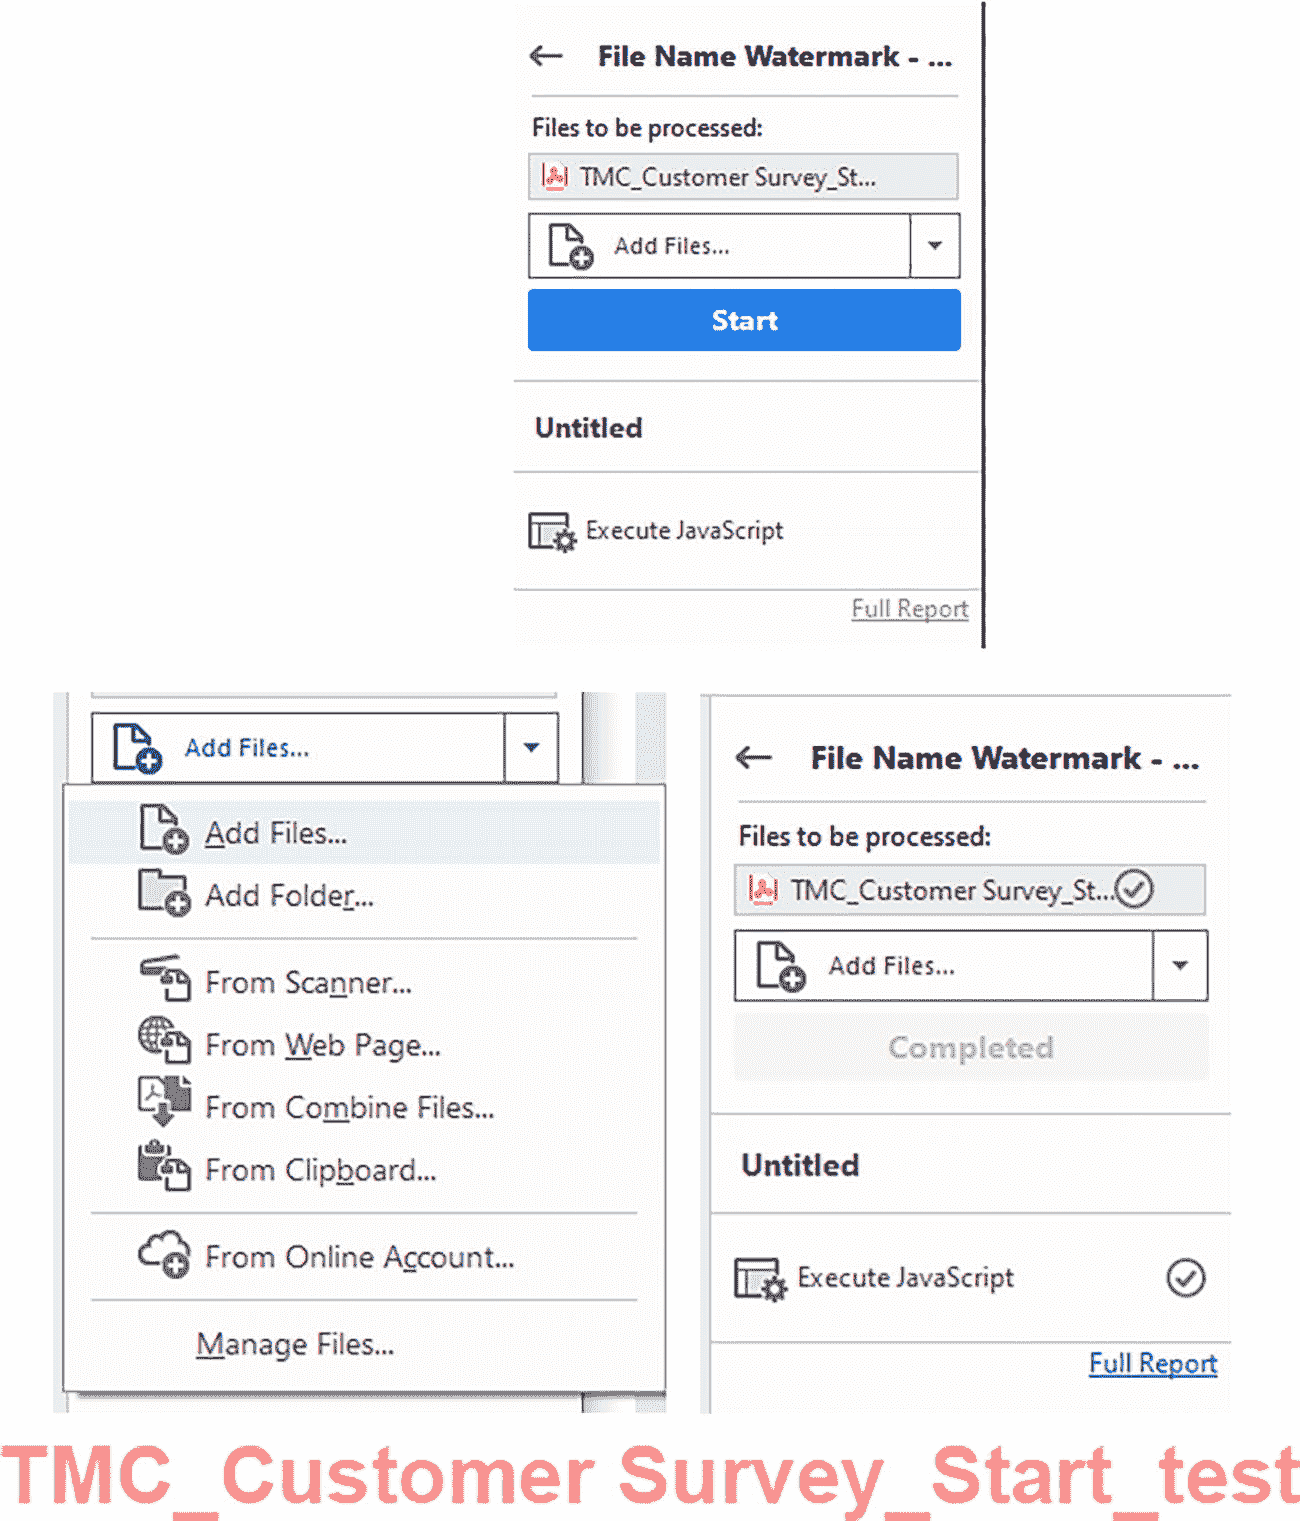 File Name Watermark - ...
Files to be processed:
TMC_Customer Survey_St...
Add Files...
Start
Untitled
Execute JavaScript
Full Report
Add Files...
Add Files...
Add Folder...
From Scanner...
From Web Page...
From Combine Files...
From Clipboard...
From Online Account...
Manage Files...
File Name Watermark - ...
Files to be processed:
TMC_Customer Survey_St...
Add Files...
Completed
Untitled
Execute JavaScript
Full Report
TMC_Customer Survey_Start_test